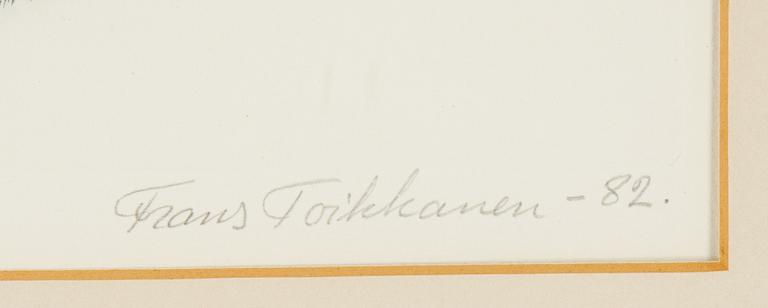 Frans Toikkanen - 82.